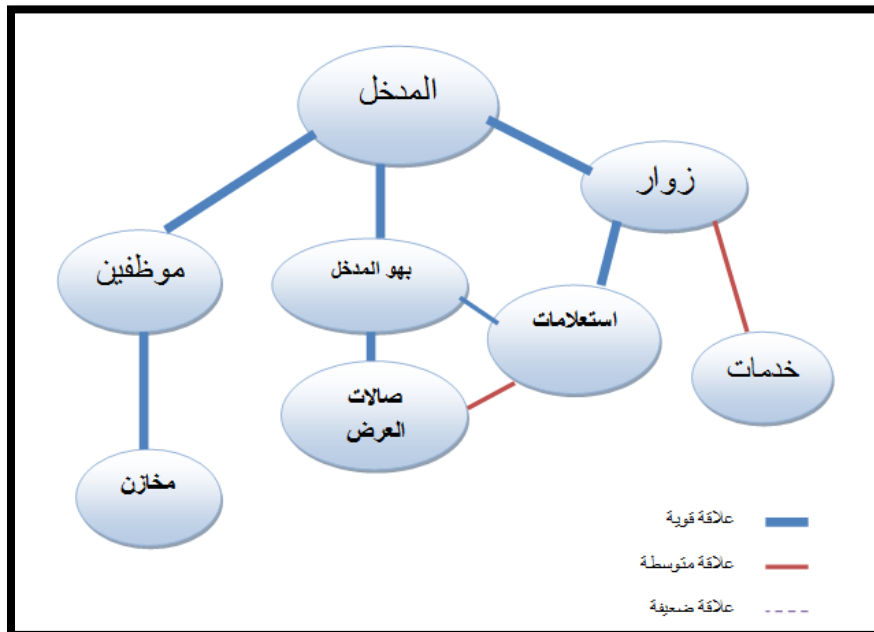 المدخل
زوار
موظفين
بهو المدخل
استعلامات
خدمات
صالات
العرض
مخازن
علاقة قوية
علاقة متوسطة
علاقة ضعيفة